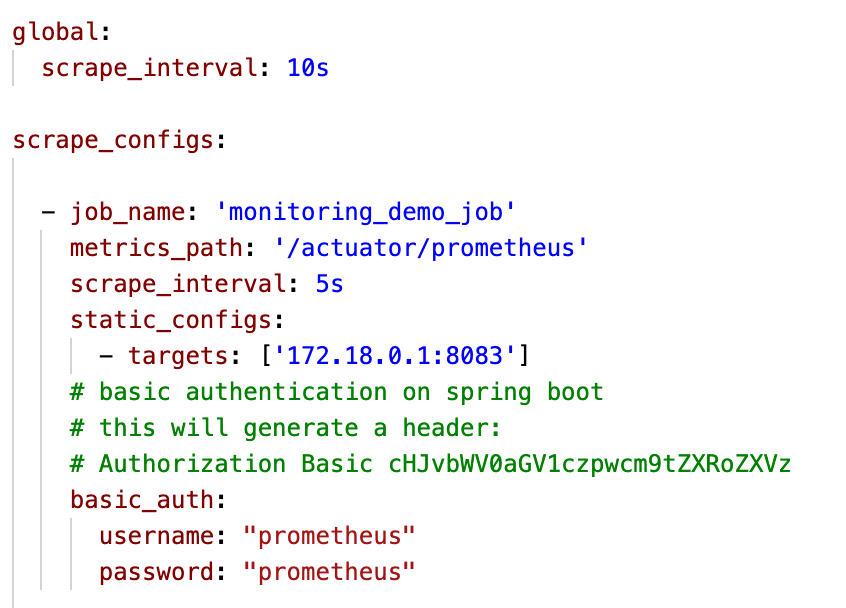 global:
  scrape_interval: 10s

scrape_configs:

  - job_name: 'monitoring_demo_job'
    metrics_path: '/actuator/prometheus'
    scrape_interval: 5s
    static_configs:
      - targets: ['172.18.0.1:8083']
    # basic authentication on spring boot
    # this will generate a header:
    # Authorization Basic cHJvbWV0aGV1czpwcm9tZXRoZXVz
    basic_auth:
      username: "prometheus"
      password: "prometheus"